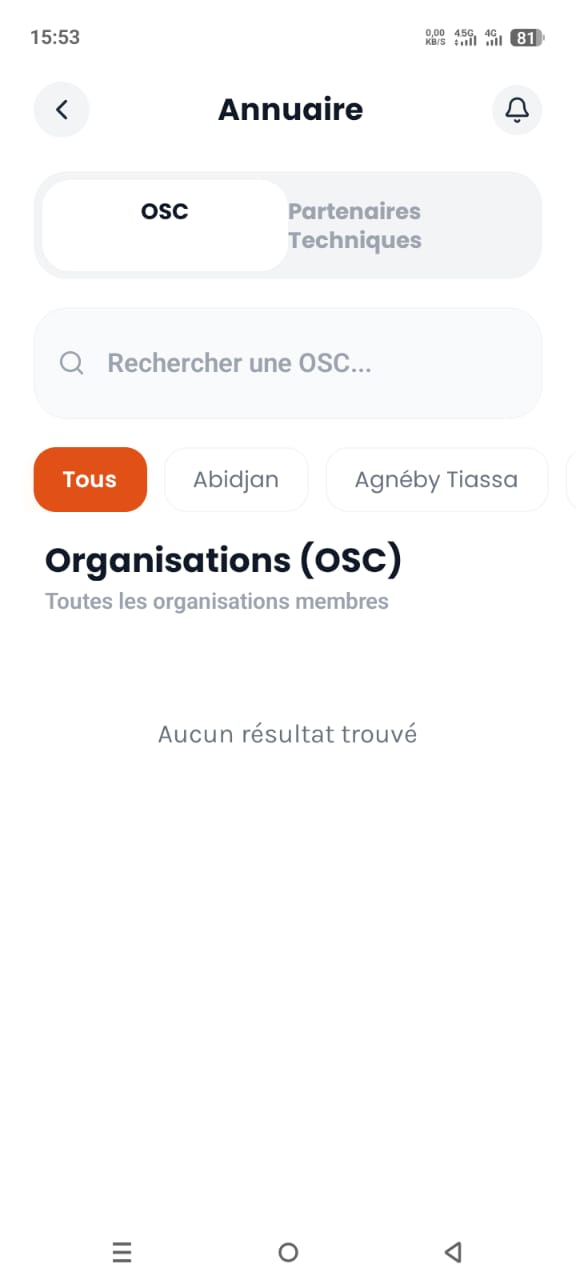 15:53
0,00 KB/S 4.5G 4G 81
Annuaire
OSC
Partenaires
Techniques
Rechercher une OSC...
Tous Abidjan Agnéby Tiassa
Organisations (OSC)
Toutes les organisations membres
Aucun résultat trouvé